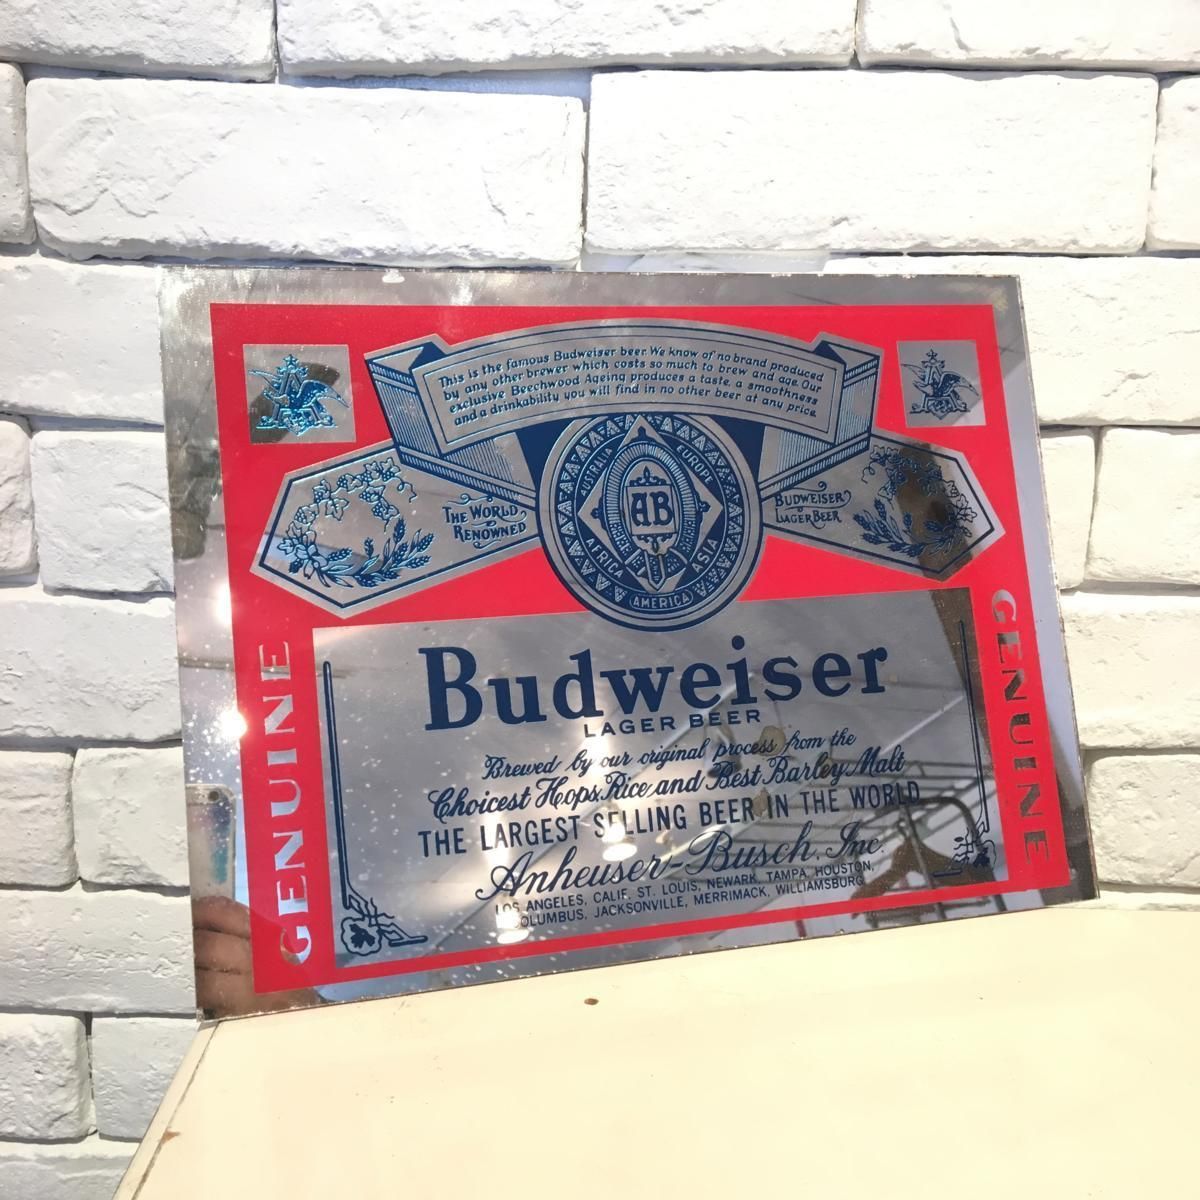 This is the famous Budweiser beer. We know of no brand produced
by any other brewer which costs so much to brew and age. Our
exclusive Beechwood Ageing produces a taste, a smoothness
and a drinkability you will find in no other beer at any price.
THE WORLD
RENOWNED
BUDWEISER
LAGER BEER
AUSTRALIA
EUROPE
AB
AFRICA
ASIA
AMERICA
GENUINE
GENUINE
Budweiser
LAGER BEER
Brewed by our original process from the
Choicest Hops, Rice and Best Barley Malt
THE LARGEST SELLING BEER IN THE WORLD
Anheuser-Busch, Inc.
LOS ANGELES, CALIF., ST. LOUIS, NEWARK, TAMPA, HOUSTON,
COLUMBUS, JACKSONVILLE, MERRIMACK, WILLIAMSBURG